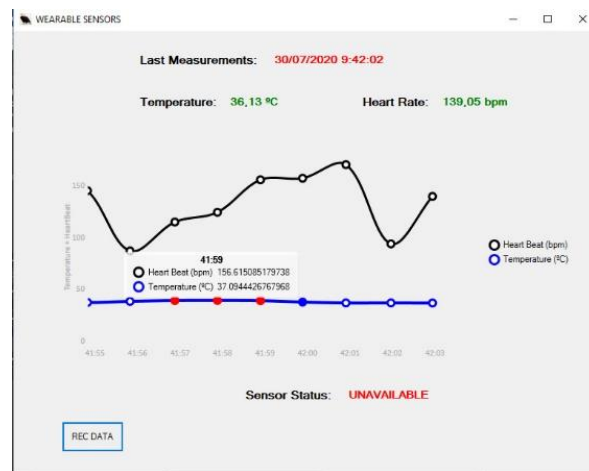 WEARABLE SENSORS
Last Measurements: 30/07/2020 9:42:02
Temperature: 36,13 ºC Heart Rate: 139,05 bpm
150
100
50
0
Temperature + HeartBeat
41:59
Heart Beat (bpm) 156.615085179738
Temperature (ºC) 37.0944426767968
Heart Beat (bpm)
Temperature (ºC)
41:55 41:56 41:57 41:58 41:59 42:00 42:01 42:02 42:03
Sensor Status: UNAVAILABLE
REC DATA